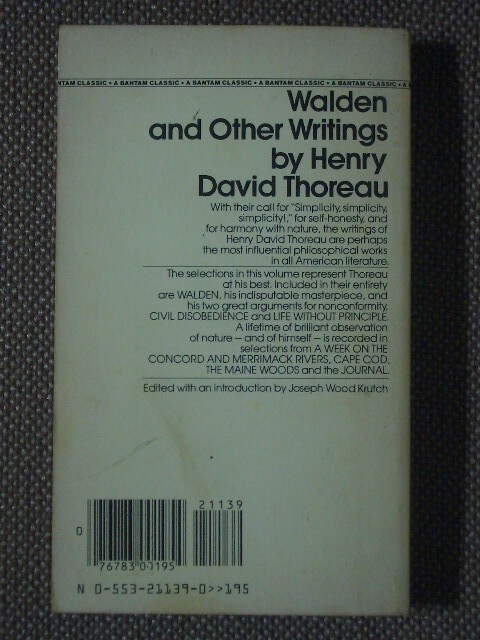 NTAM CLASSIC • A BANTAM CLASSIC • A BANTAM CLASSIC • A BANTAM CLASSIC • A BANTAM CLASSIC • A B
Walden
and Other Writings
by Henry
David Thoreau
With their call for "Simplicity, simplicity,
simplicity!," for self-honesty, and
for harmony with nature, the writings of
Henry David Thoreau are perhaps
the most influential philosophical works
in all American literature.
The selections in this volume represent Thoreau
at his best. Included in their entirety
are WALDEN, his indisputable masterpiece, and
his two great arguments for nonconformity,
CIVIL DISOBEDIENCE and LIFE WITHOUT PRINCIPLE.
A lifetime of brilliant observation
of nature – and of himself – is recorded in
selections from A WEEK ON THE
CONCORD AND MERRIMACK RIVERS, CAPE COD,
THE MAINE WOODS and the JOURNAL.
Edited with an introduction by Joseph Wood Krutch
21139
0
76783 00195
N 0-553-21139-0>>195